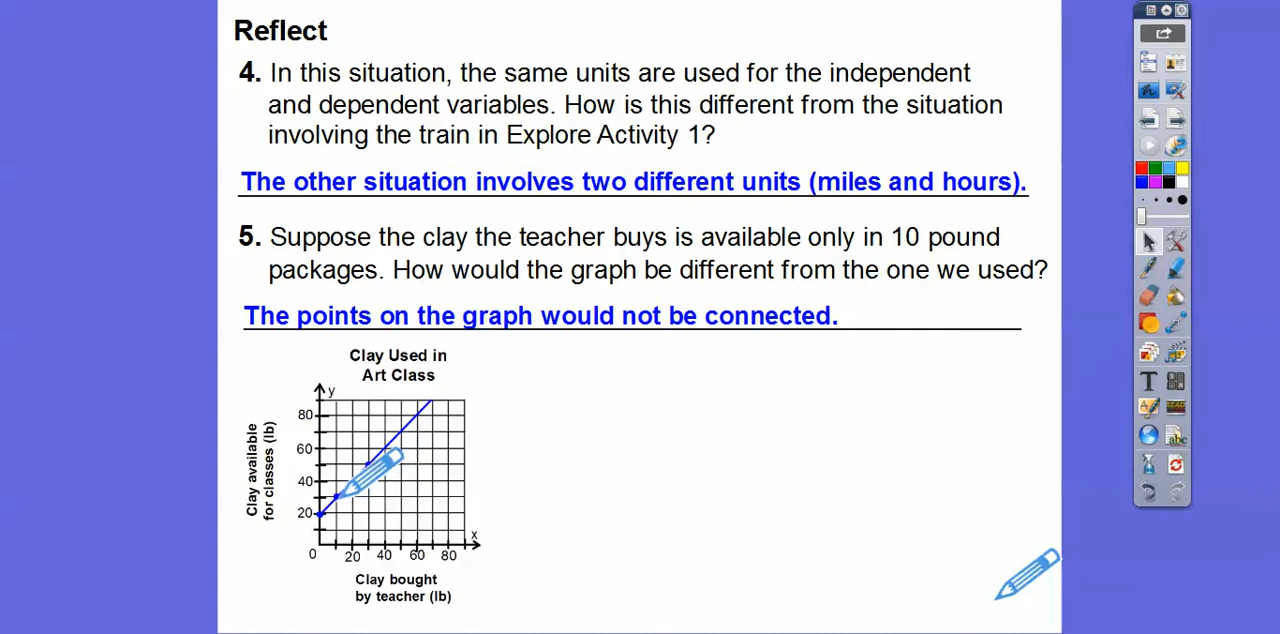 Reflect
4. In this situation, the same units are used for the independent
and dependent variables. How is this different from the situation
involving the train in Explore Activity 1?
The other situation involves two different units (miles and hours).
5. Suppose the clay the teacher buys is available only in 10 pound
packages. How would the graph be different from the one we used?
The points on the graph would not be connected.
Clay Used in
Art Class
y
80
60
40
20
0
20 40 60 80
x
Clay available
for classes (lb)
Clay bought
by teacher (lb)
T
abc